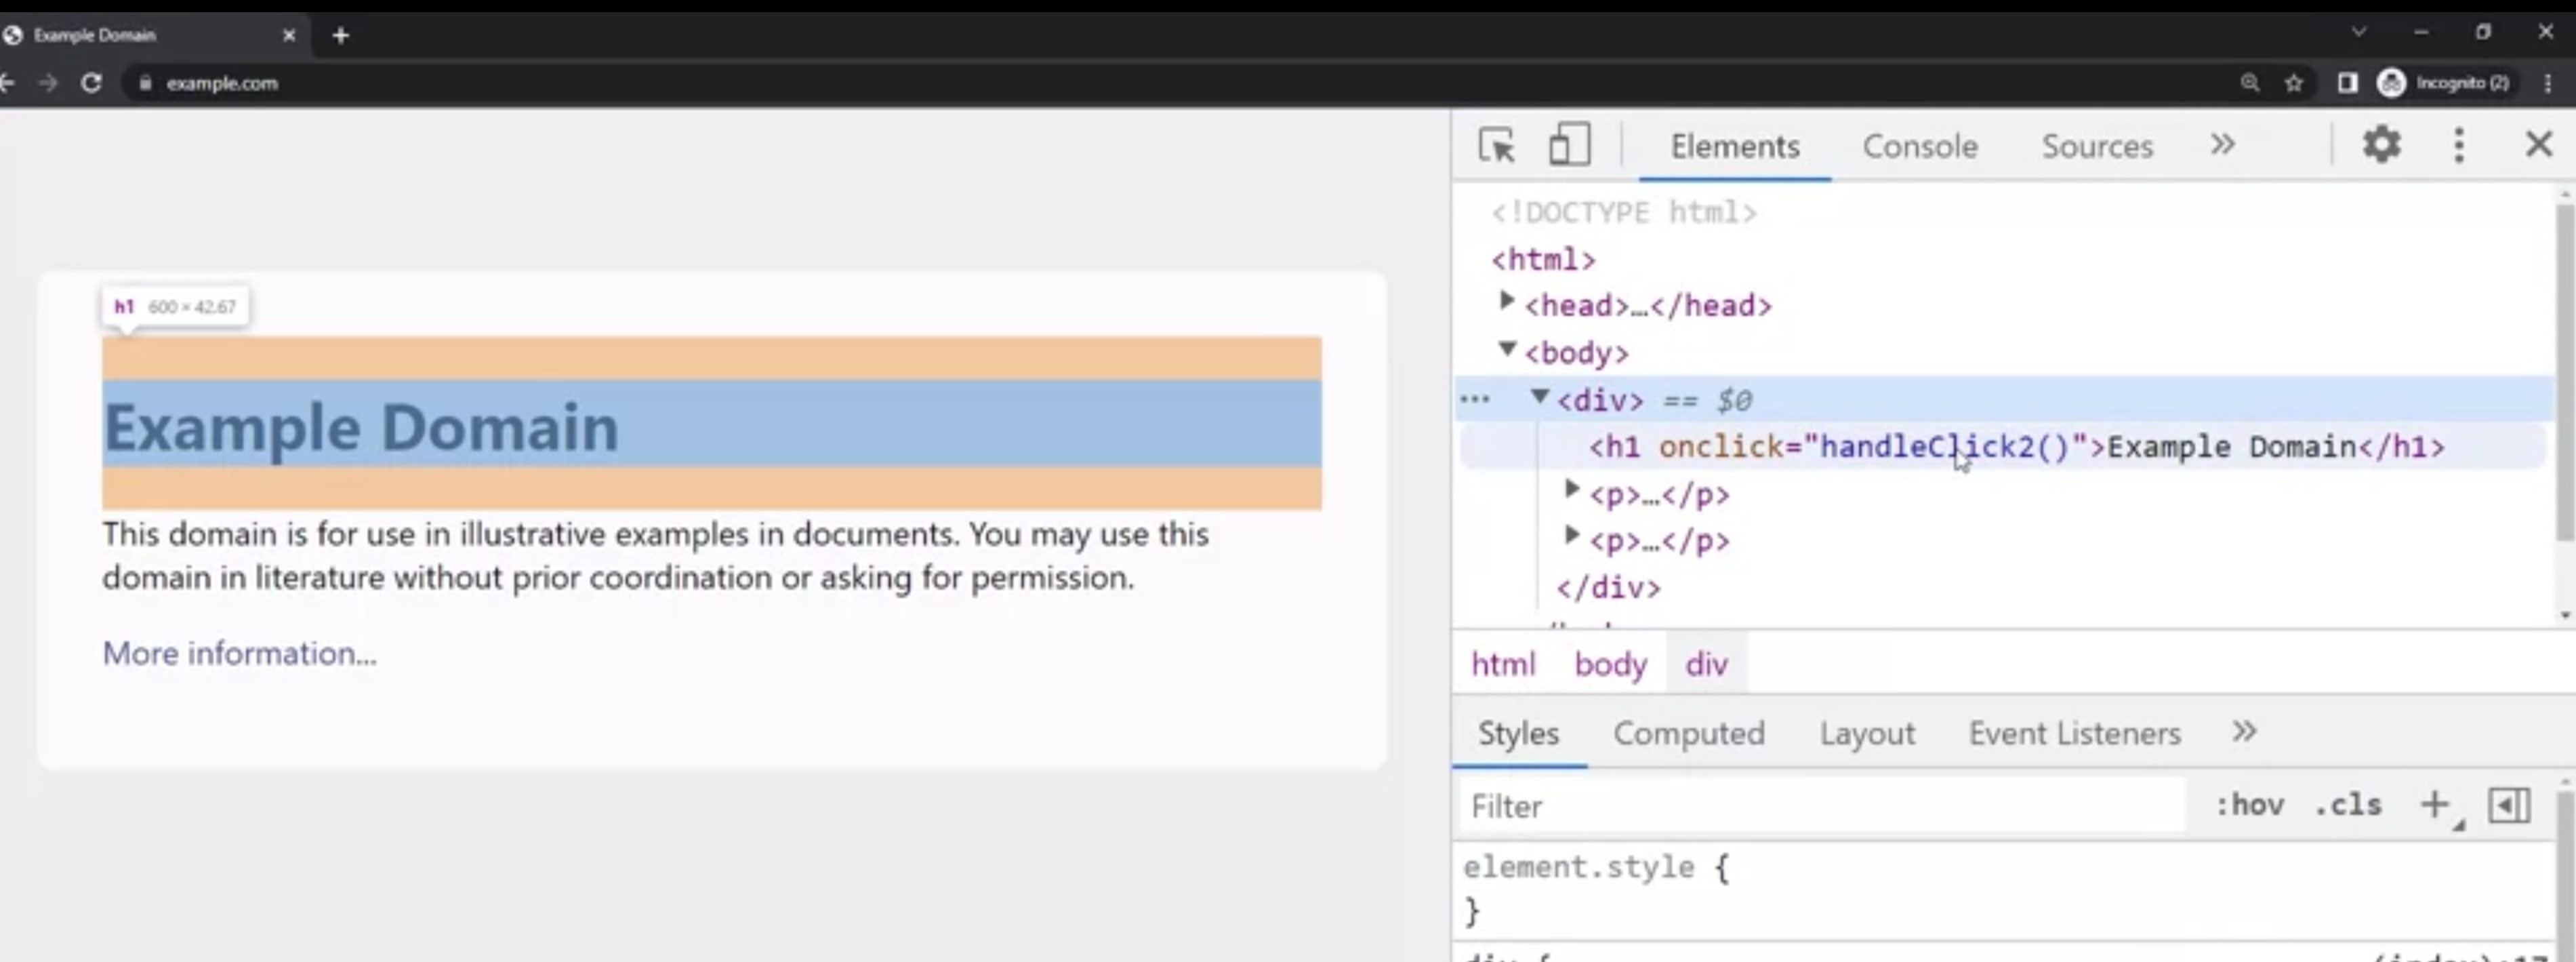 Example Domain
example.com
Incognito (2)
h1 600 × 42.67
Example Domain
This domain is for use in illustrative examples in documents. You may use this
domain in literature without prior coordination or asking for permission.
More information...
Elements Console Sources
<!DOCTYPE html>
<html>
<head>…</head>
<body>
<div> == $0
<h1 onclick="handleClick2()">Example Domain</h1>
<p>…</p>
<p>…</p>
</div>
html body div
Styles Computed Layout Event Listeners
Filter :hov .cls
element.style {
}
div {